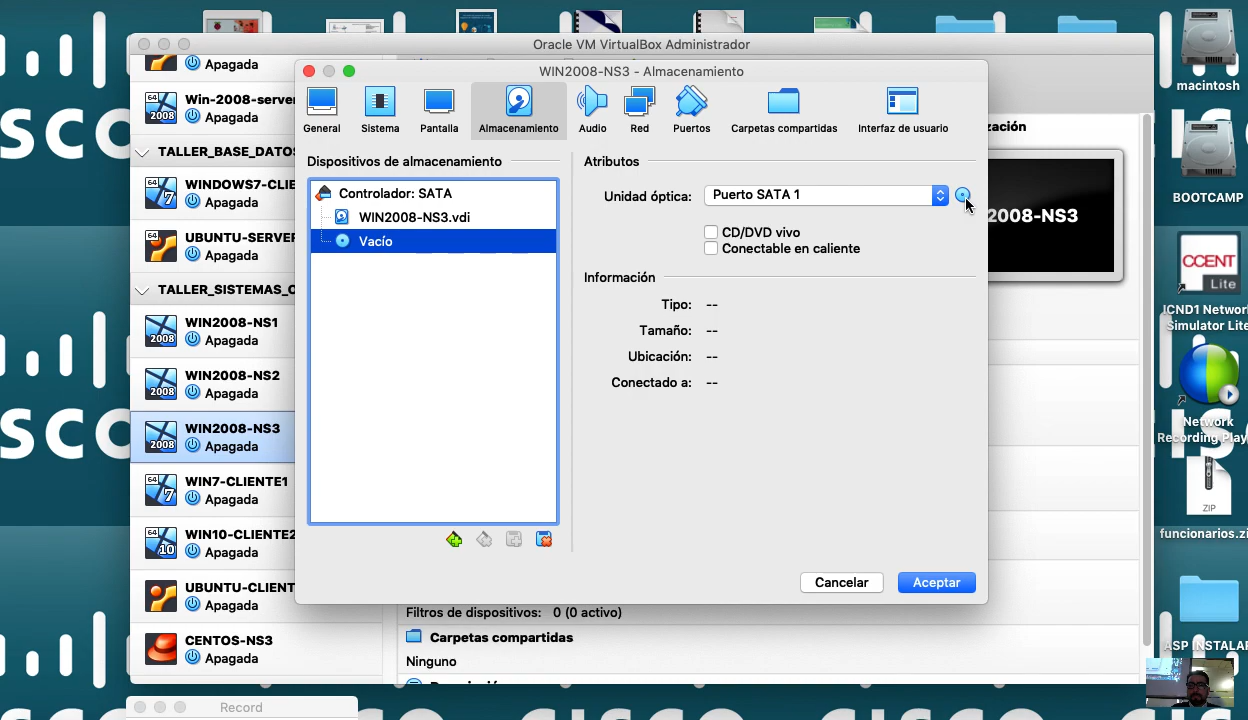 Oracle VM VirtualBox Administrador
Apagada
Win-2008-server
Apagada
TALLER_BASE_DATOS
WINDOWS7-CLIE
Apagada
UBUNTU-SERVER
Apagada
TALLER_SISTEMAS_O
WIN2008-NS1
Apagada
WIN2008-NS2
Apagada
WIN2008-NS3
Apagada
WIN7-CLIENTE1
Apagada
WIN10-CLIENTE2
Apagada
UBUNTU-CLIENT
Apagada
CENTOS-NS3
Apagada
WIN2008-NS3 - Almacenamiento
General
Sistema
Pantalla
Almacenamiento
Audio
Red
Puertos
Carpetas compartidas
Interfaz de usuario
Dispositivos de almacenamiento
Controlador: SATA
WIN2008-NS3.vdi
Vacío
Atributos
Unidad óptica:
Puerto SATA 1
CD/DVD vivo
Conectable en caliente
Información
Tipo: --
Tamaño: --
Ubicación: --
Conectado a: --
Cancelar
Aceptar
zación
2008-NS3
Filtros de dispositivos: 0 (0 activo)
Carpetas compartidas
Ninguno
macintosh
BOOTCAMP
CCENT
Lite
ICND1 Network
Simulator Lite
Network
Recording Play
ZIP
funcionarios.zi
ASP INSTALAR
Record